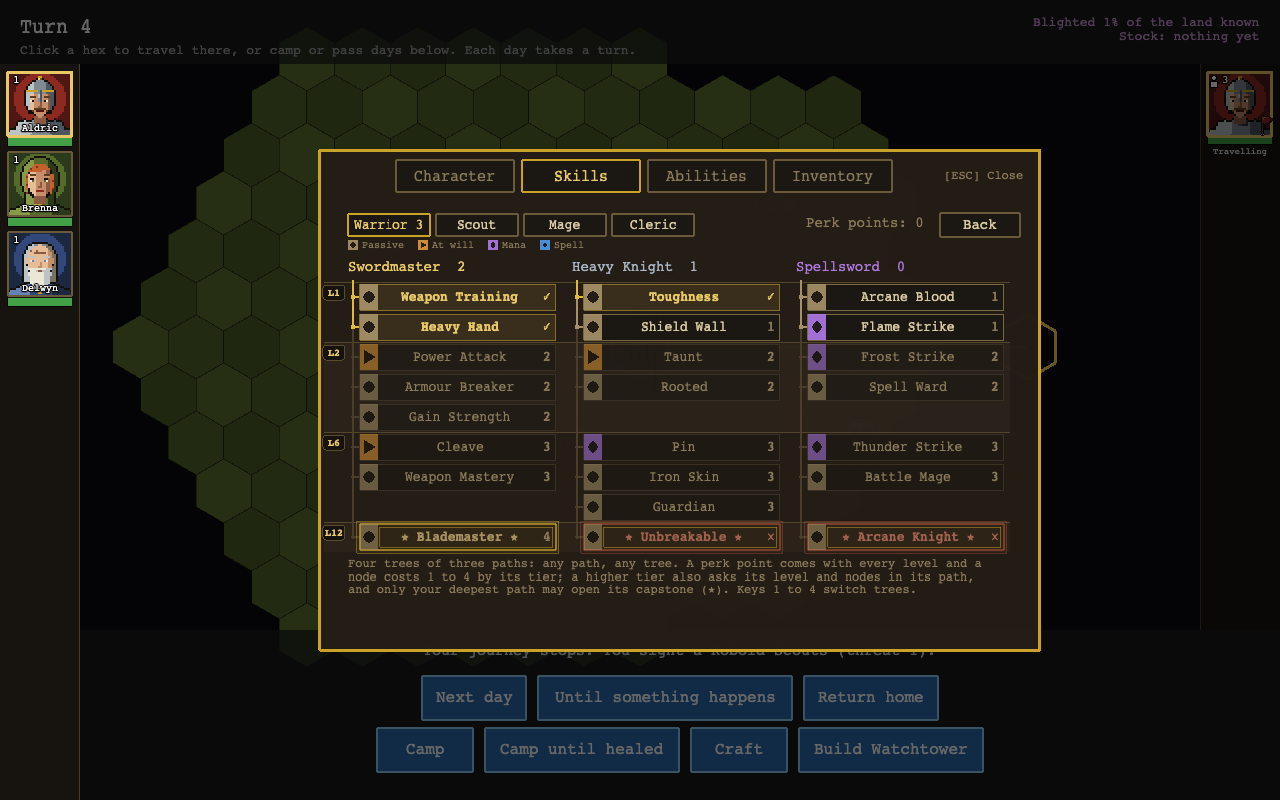 Turn 4
Click a hex to travel there, or camp or pass days below. Each day takes a turn.
Blighted 1% of the land known
Stock: nothing yet
1
Aldric
1
Brenna
1
Delwyn
3
Travelling
Character
Skills
Abilities
Inventory
[ESC] Close
Warrior 3
Scout
Mage
Cleric
Perk points: 0
Back
Passive
At will
Mana
Spell
Swordmaster 2
Heavy Knight 1
Spellsword 0
L1
Weapon Training ✓
Toughness ✓
Arcane Blood 1
Heavy Hand ✓
Shield Wall 1
Flame Strike 1
L2
Power Attack 2
Taunt 2
Frost Strike 2
Armour Breaker 2
Rooted 2
Spell Ward 2
Gain Strength 2
L6
Cleave 3
Pin 3
Thunder Strike 3
Weapon Mastery 3
Iron Skin 3
Battle Mage 3
Guardian 3
L12
★ Blademaster ★ 4
★ Unbreakable ★ x
★ Arcane Knight ★ x
Four trees of three paths: any path, any tree. A perk point comes with every level and a
node costs 1 to 4 by its tier; a higher tier also asks its level and nodes in its path,
and only your deepest path may open its capstone (★). Keys 1 to 4 switch trees.
Your journey stops. You sight a Kobold Scouts (threat 1).
Next day
Until something happens
Return home
Camp
Camp until healed
Craft
Build Watchtower